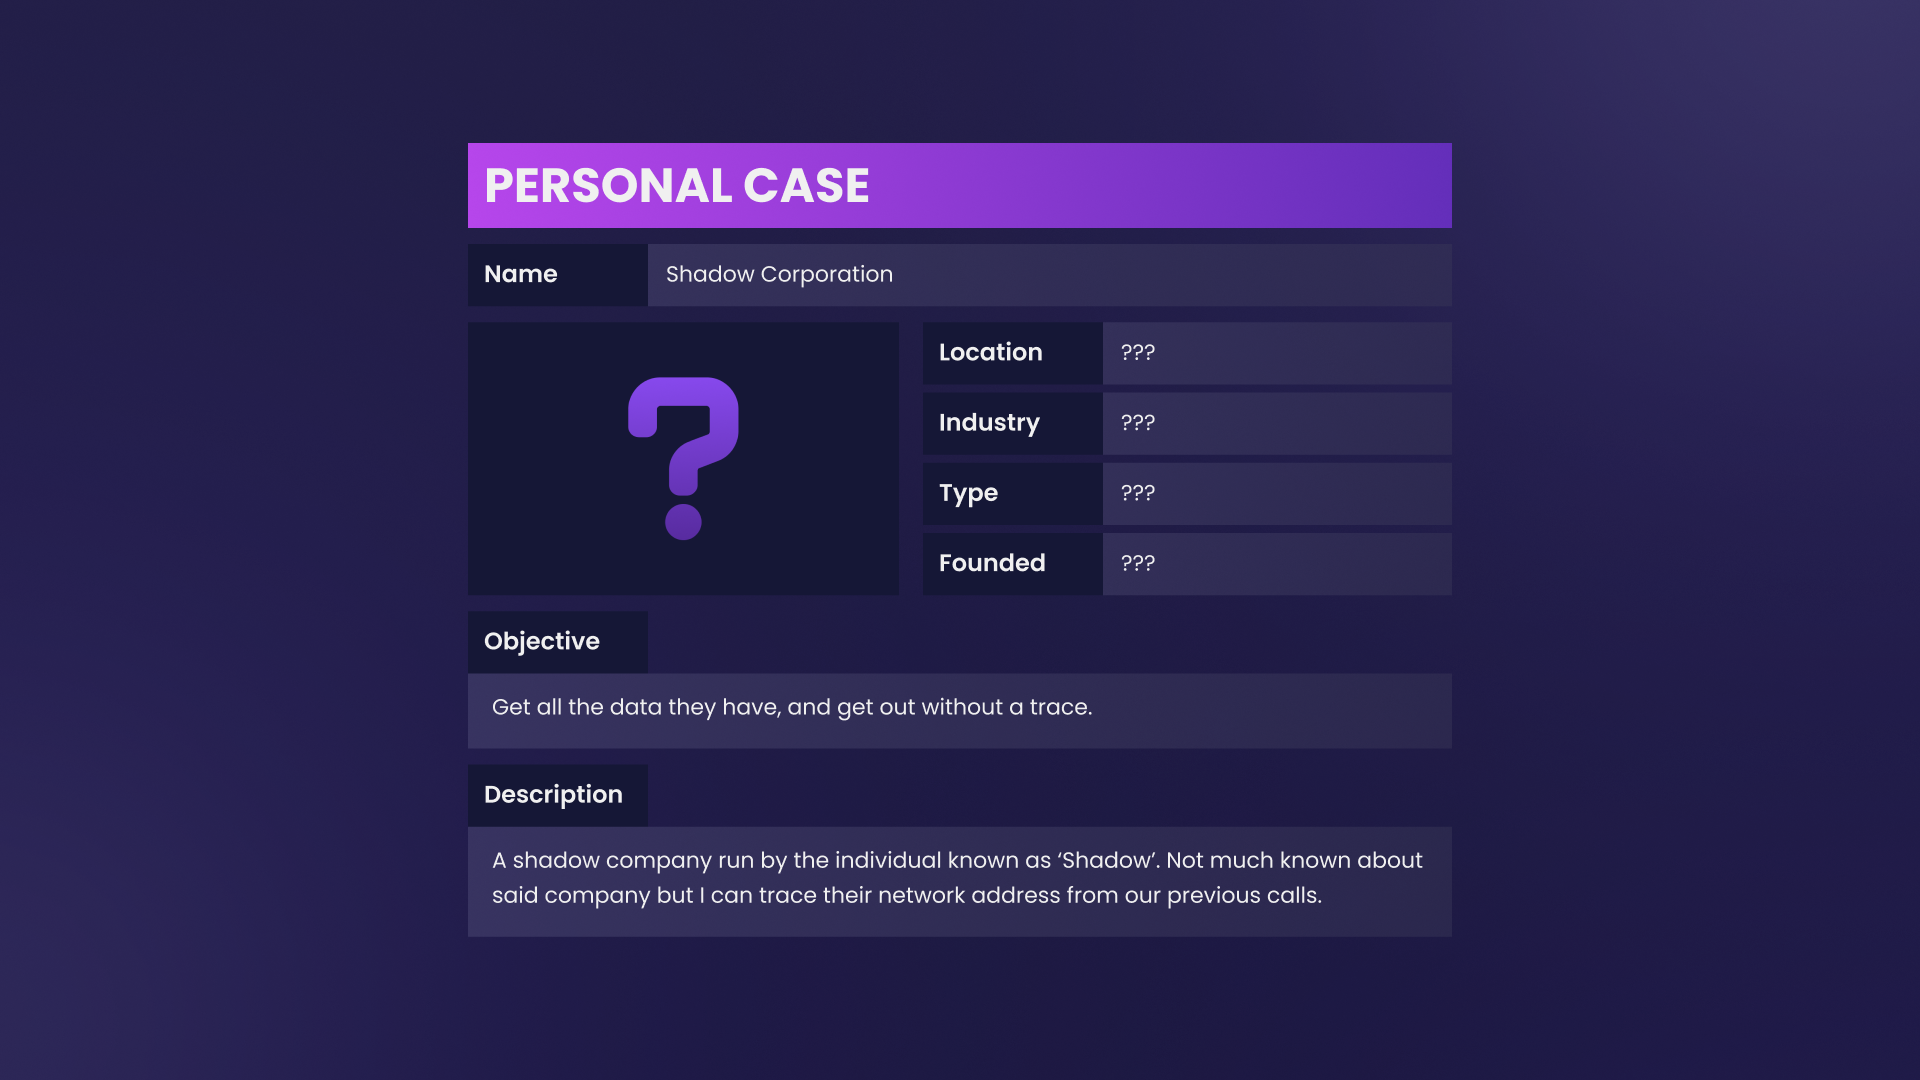 PERSONAL CASE
Name
Shadow Corporation
Location
???
Industry
???
Type
???
Founded
???
Objective
Get all the data they have, and get out without a trace.
Description
A shadow company run by the individual known as ‘Shadow’. Not much known about
said company but I can trace their network address from our previous calls.